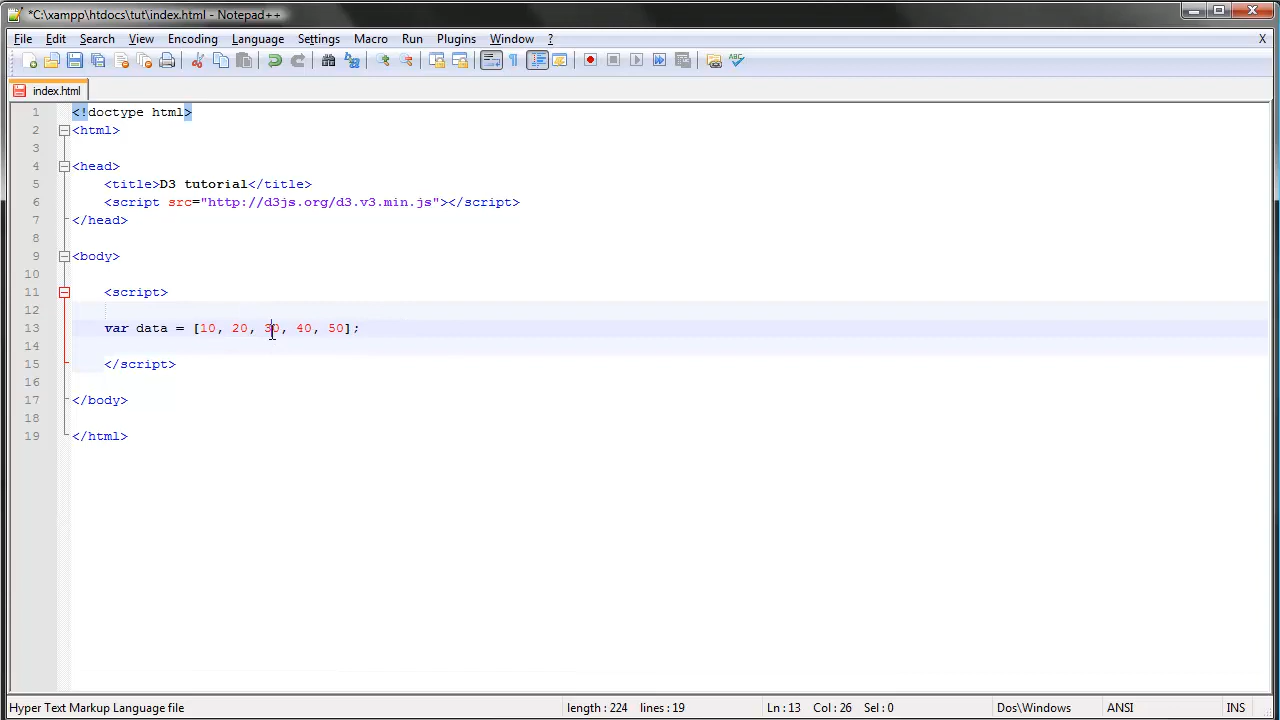 *C:\xampp\htdocs\tut\index.html - Notepad++
File Edit Search View Encoding Language Settings Macro Run Plugins Window ? X
index.html
1 <!doctype html>
2 <html>
3
4 <head>
5 <title>D3 tutorial</title>
6 <script src="http://d3js.org/d3.v3.min.js"></script>
7 </head>
8
9 <body>
10
11 <script>
12
13 var data = [10, 20, 30, 40, 50];
14
15 </script>
16
17 </body>
18
19 </html>
Hyper Text Markup Language file length : 224 lines : 19 Ln : 13 Col : 26 Sel : 0 Dos\Windows ANSI INS